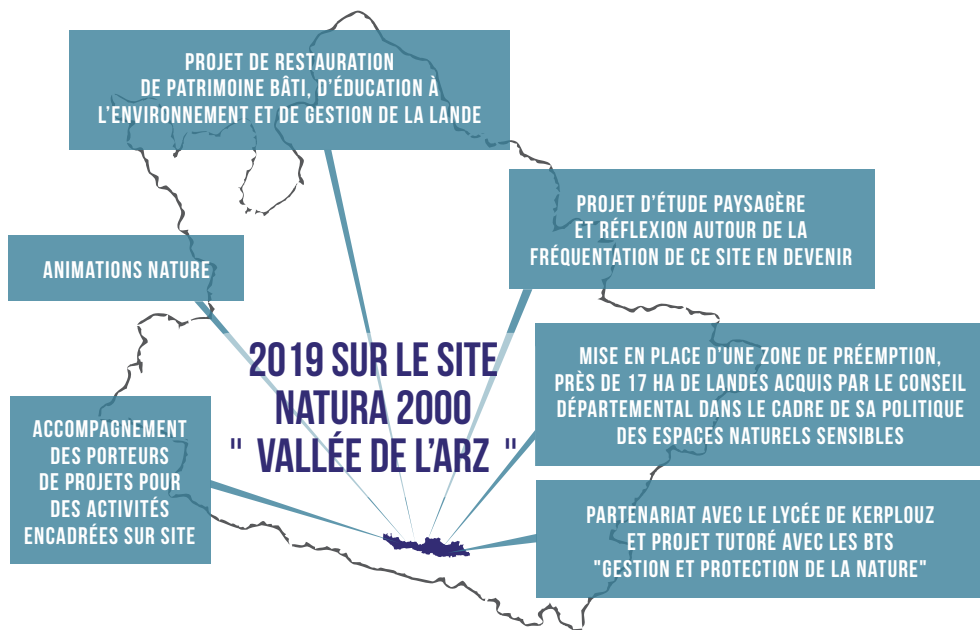 PROJET DE RESTAURATION
DE PATRIMOINE BÂTI, D'ÉDUCATION À
L'ENVIRONNEMENT ET DE GESTION DE LA LANDE
PROJET D'ÉTUDE PAYSAGÈRE
ET RÉFLEXION AUTOUR DE LA
FRÉQUENTATION DE CE SITE EN DEVENIR
ANIMATIONS NATURE
2019 SUR LE SITE
NATURA 2000
" VALLÉE DE L'ARZ "
MISE EN PLACE D'UNE ZONE DE PRÉEMPTION,
PRÈS DE 17 HA DE LANDES ACQUIS PAR LE CONSEIL
DÉPARTEMENTAL DANS LE CADRE DE SA POLITIQUE
DES ESPACES NATURELS SENSIBLES
ACCOMPAGNEMENT
DES PORTEURS
DE PROJETS POUR
DES ACTIVITÉS
ENCADRÉES SUR SITE
PARTENARIAT AVEC LE LYCÉE DE KERPLOUZ
ET PROJET TUTORÉ AVEC LES BTS
"GESTION ET PROTECTION DE LA NATURE"